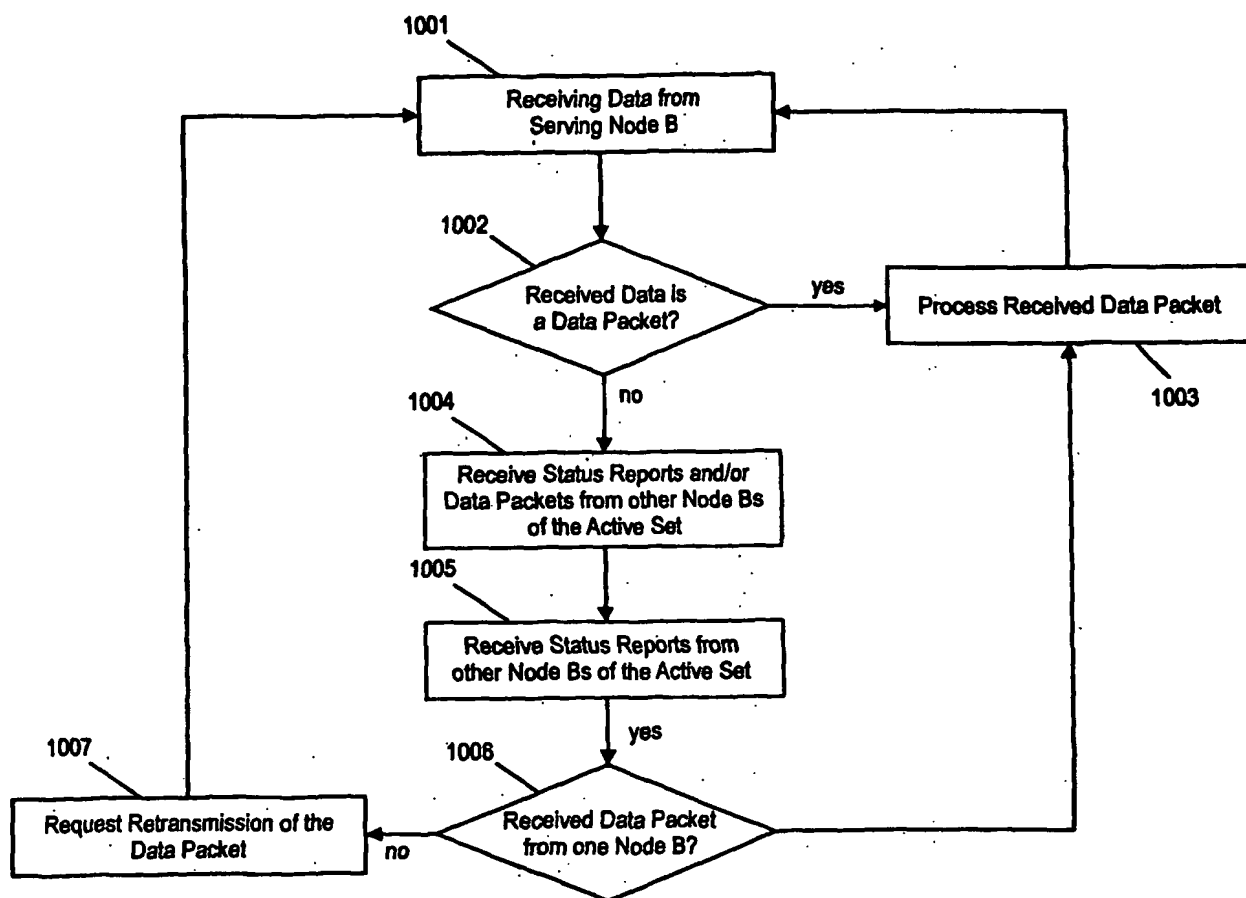 1001
Receiving Data from
Serving Node B
1002
Received Data is
a Data Packet?
yes
Process Received Data Packet
1003
no
1004
Receive Status Reports and/or
Data Packets from other Node Bs
of the Active Set
1005
Receive Status Reports from
other Node Bs of the Active Set
yes
1006
Received Data Packet
from one Node B?
no
1007
Request Retransmission of the
Data Packet